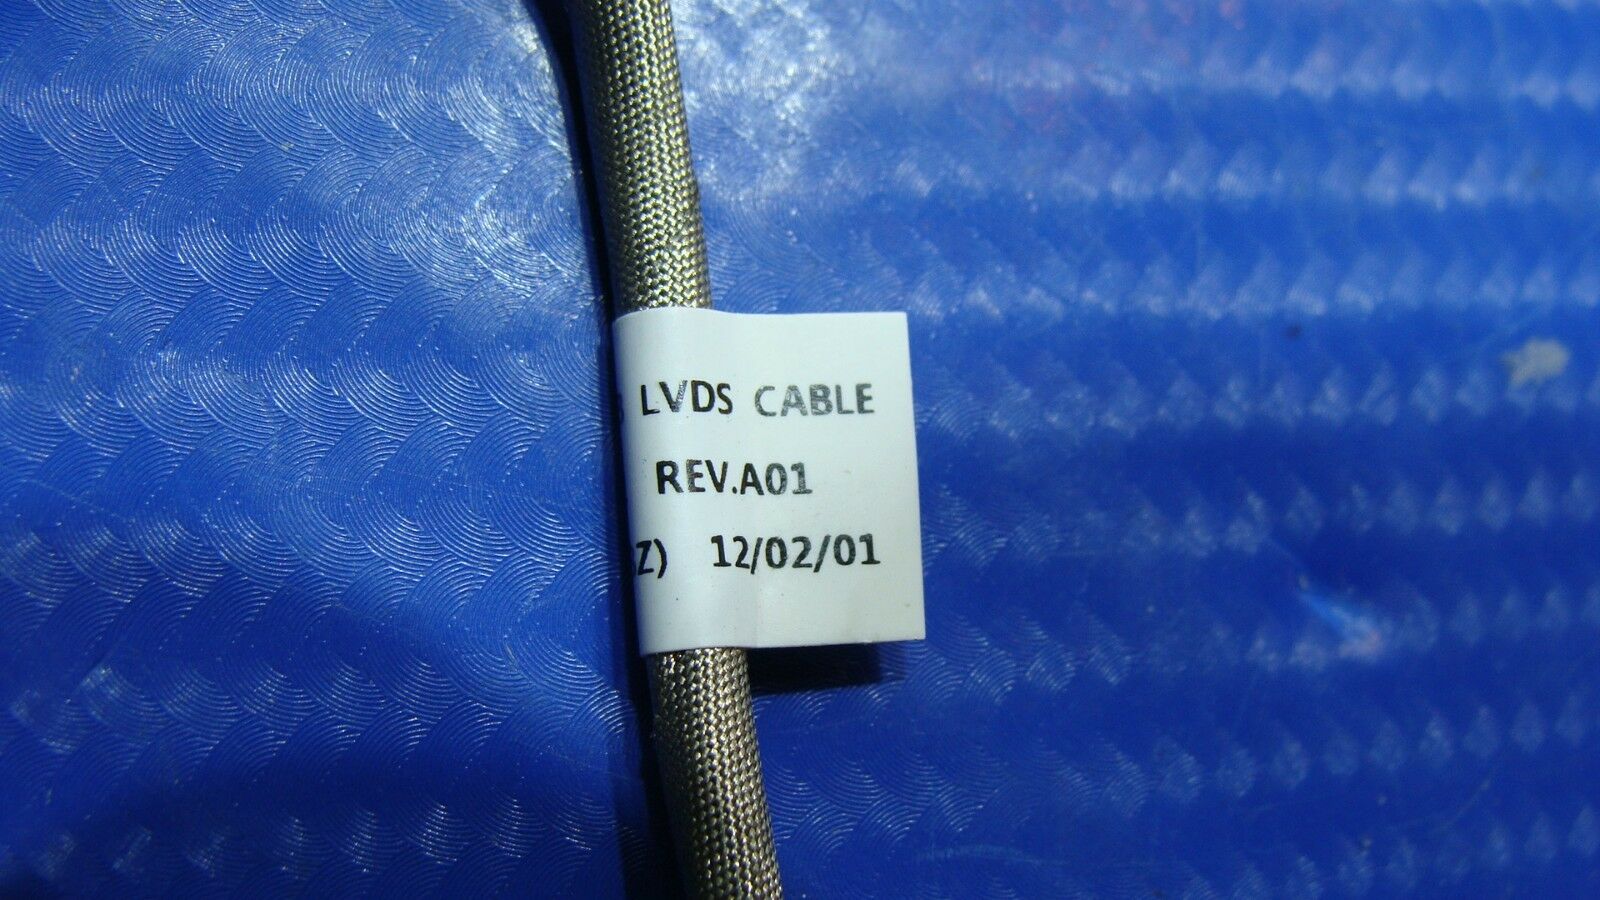 LVDS CABLE
REV.A01
Z) 12/02/01